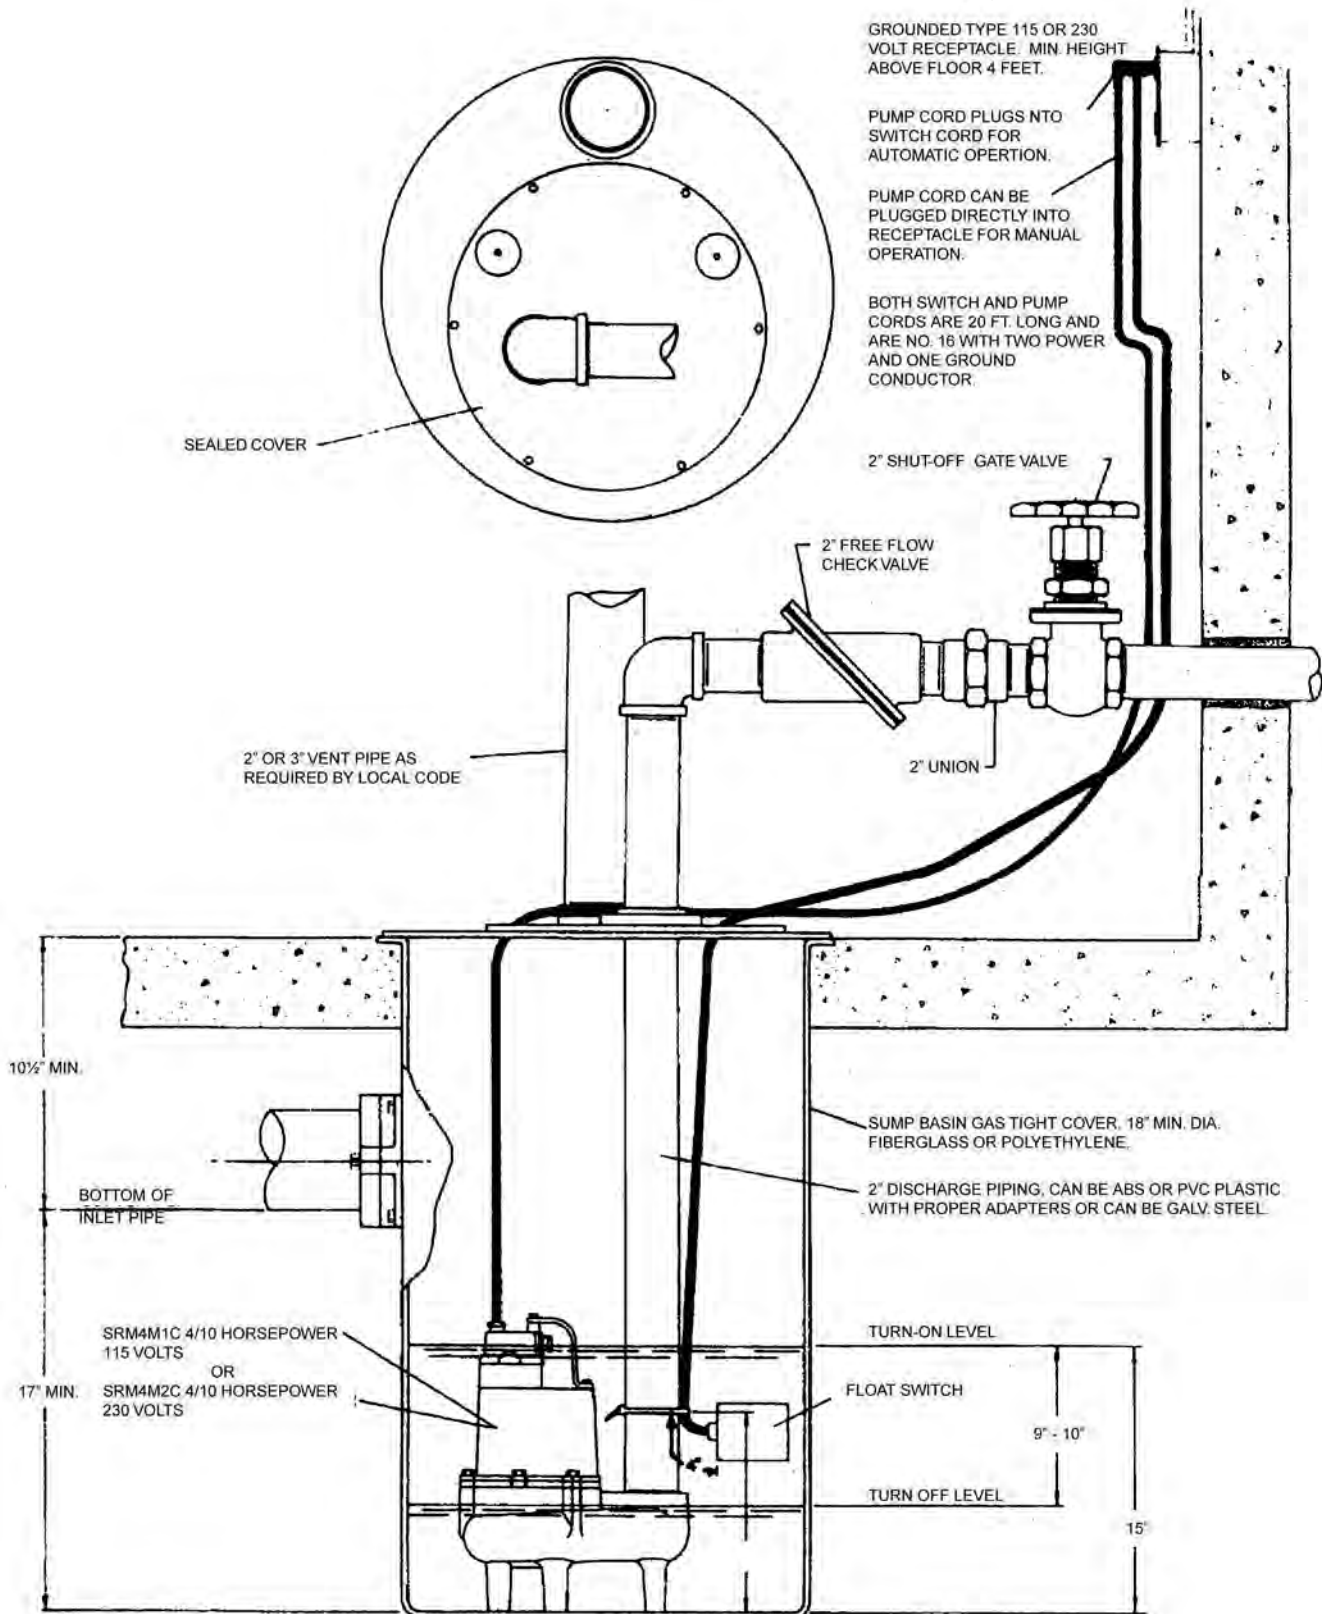 GROUNDED TYPE 115 OR 230
VOLT RECEPTACLE. MIN. HEIGHT
ABOVE FLOOR 4 FEET.
PUMP CORD PLUGS NTO
SWITCH CORD FOR
AUTOMATIC OPERTION.
PUMP CORD CAN BE
PLUGGED DIRECTLY INTO
RECEPTACLE FOR MANUAL
OPERATION.
BOTH SWITCH AND PUMP
CORDS ARE 20 FT. LONG AND
ARE NO. 16 WITH TWO POWER
AND ONE GROUND
CONDUCTOR.
SEALED COVER
2" SHUT-OFF GATE VALVE
2" FREE FLOW
CHECK VALVE
2" OR 3" VENT PIPE AS
REQUIRED BY LOCAL CODE
2" UNION
10½" MIN.
SUMP BASIN GAS TIGHT COVER, 18" MIN. DIA.
FIBERGLASS OR POLYETHYLENE.
2" DISCHARGE PIPING, CAN BE ABS OR PVC PLASTIC
WITH PROPER ADAPTERS OR CAN BE GALV. STEEL.
BOTTOM OF
INLET PIPE
SRM4M1C 4/10 HORSEPOWER
115 VOLTS
OR
SRM4M2C 4/10 HORSEPOWER
230 VOLTS
17" MIN.
TURN-ON LEVEL
FLOAT SWITCH
9" - 10"
TURN OFF LEVEL
15"